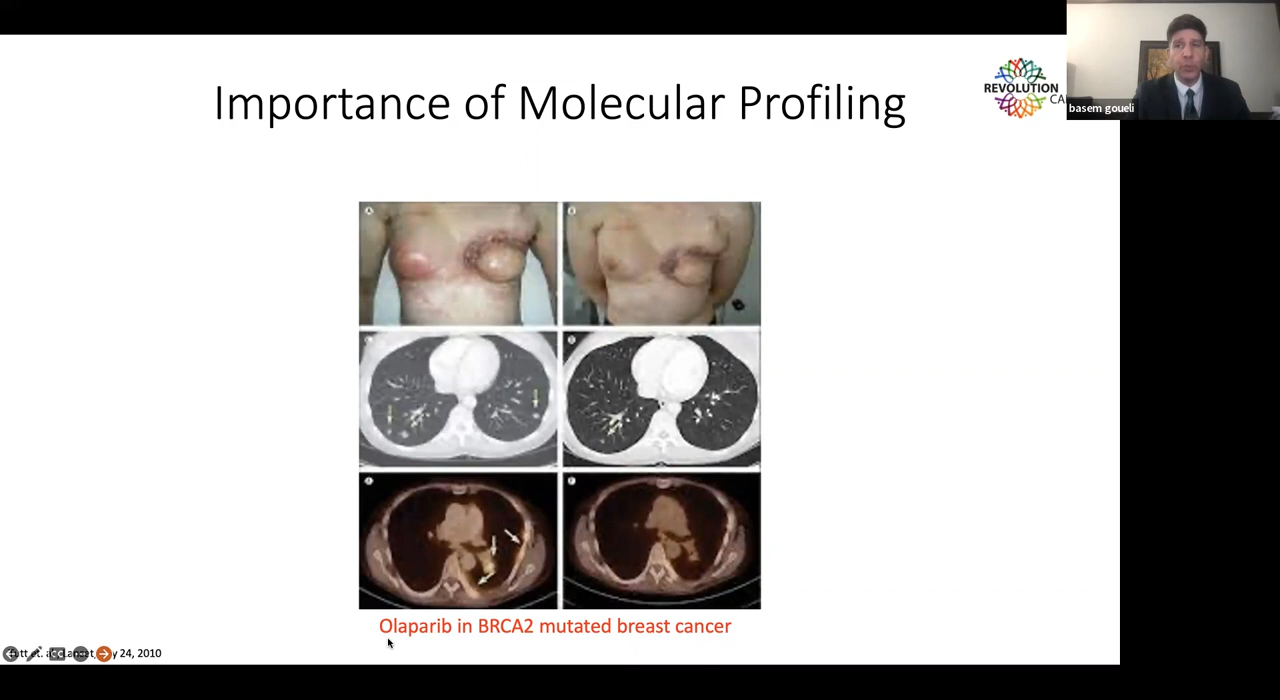 Importance of Molecular Profiling
REVOLUTION
CA
basem goueli
Olaparib in BRCA2 mutated breast cancer
24, 2010